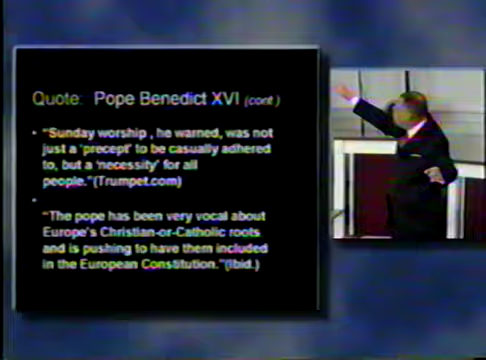 Quote: Pope Benedict XVI (cont)
• "Sunday worship , he warned, was not
just a 'precept' to be casually adhered
to, but a 'necessity' for all
people."(Trumpet.com)
•
"The pope has been very vocal about
Europe's Christian-or-Catholic roots
and is pushing to have them included
in the European Constitution."(Ibid.)